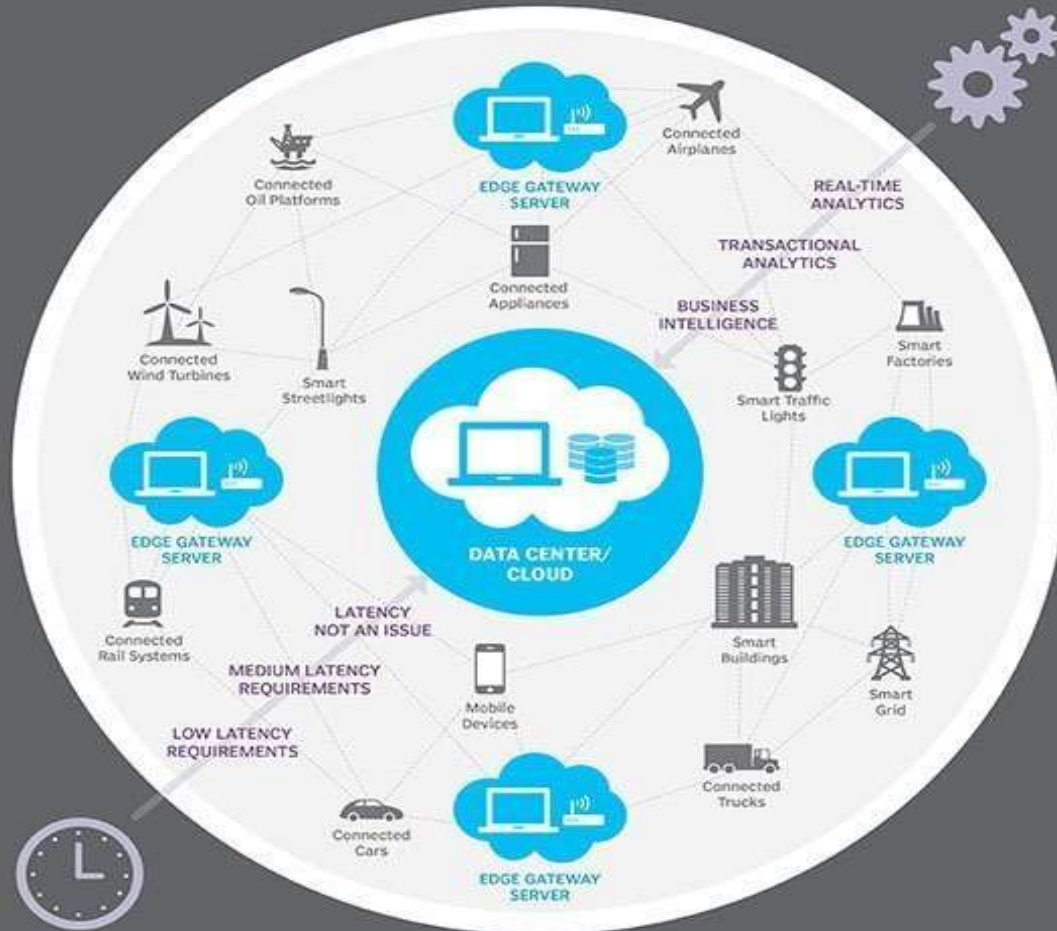 Connected
Oil Platforms
EDGE GATEWAY
SERVER
Connected
Airplanes
REAL-TIME
ANALYTICS
TRANSACTIONAL
ANALYTICS
BUSINESS
INTELLIGENCE
Connected
Appliances
Connected
Wind Turbines
Smart
Streetlights
Smart Traffic
Lights
Smart
Factories
EDGE GATEWAY
SERVER
DATA CENTER/
CLOUD
EDGE GATEWAY
SERVER
Connected
Rail Systems
LATENCY
NOT AN ISSUE
MEDIUM LATENCY
REQUIREMENTS
LOW LATENCY
REQUIREMENTS
Mobile
Devices
Smart
Buildings
Smart
Grid
Connected
Cars
Connected
Trucks
EDGE GATEWAY
SERVER